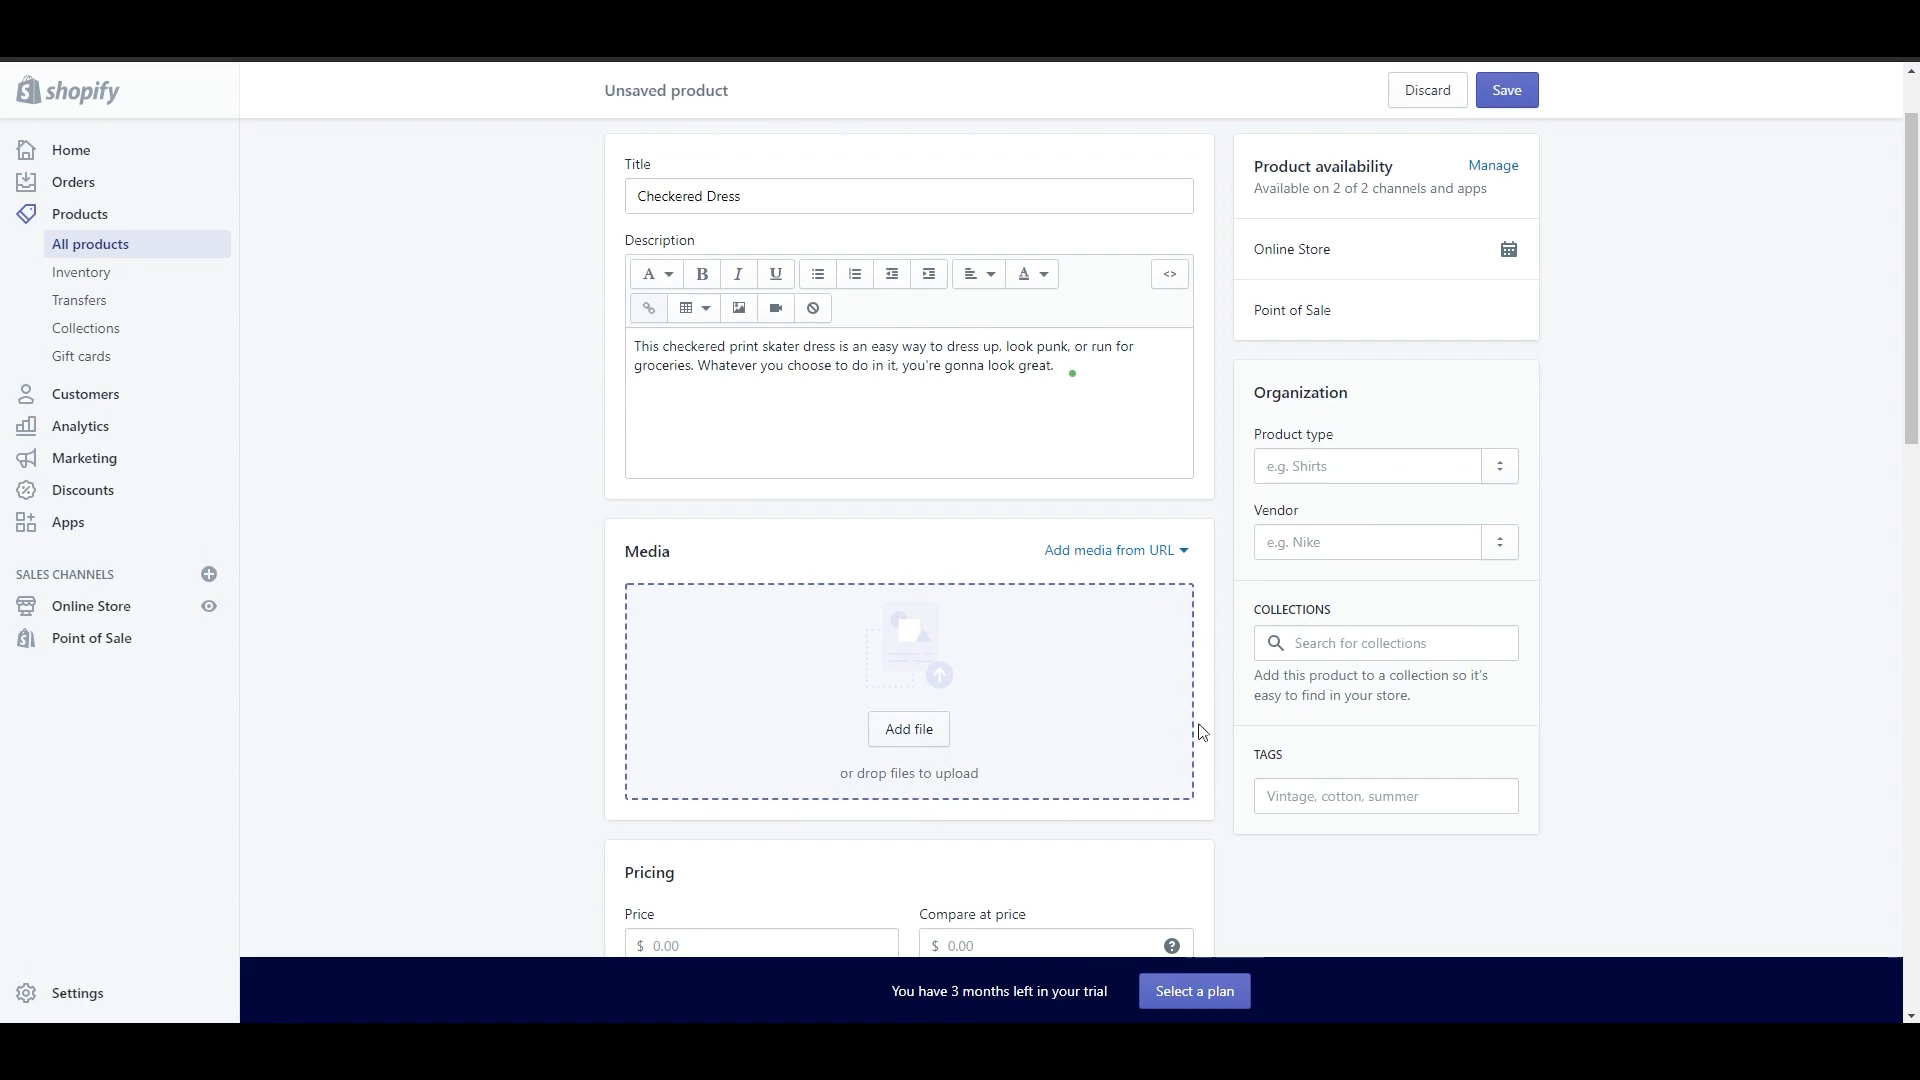 shopify
Unsaved product
Discard
Save
Home
Orders
Products
All products
Inventory
Transfers
Collections
Gift cards
Customers
Analytics
Marketing
Discounts
Apps
SALES CHANNELS
Online Store
Point of Sale
Settings
Title
Checkered Dress
Description
A
B
I
U
A
<>
This checkered print skater dress is an easy way to dress up, look punk, or run for
groceries. Whatever you choose to do in it, you're gonna look great.
Media
Add media from URL
Add file
or drop files to upload
Pricing
Price
Compare at price
$ 0.00
$ 0.00
?
Product availability
Manage
Available on 2 of 2 channels and apps
Online Store
Point of Sale
Organization
Product type
e.g. Shirts
Vendor
e.g. Nike
COLLECTIONS
Search for collections
Add this product to a collection so it's
easy to find in your store.
TAGS
Vintage, cotton, summer
You have 3 months left in your trial
Select a plan